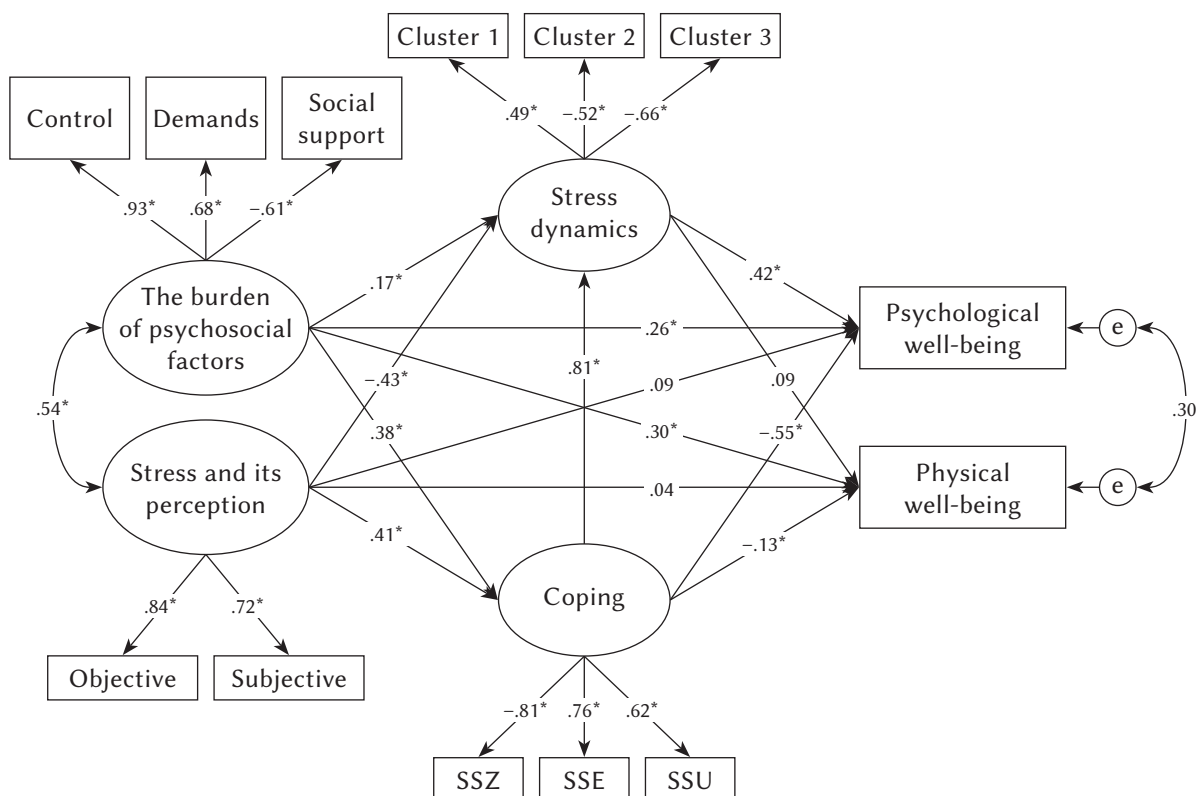 Cluster 1
Cluster 2
Cluster 3
Control
Demands
Social
support
.49*
−.52*
−.66*
.93*
.68*
−.61*
Stress
dynamics
The burden
of psychosocial
factors
.17*
.42*
.26*
Psychological
well-being
e
.54*
−.43*
.81*
.09
.09
.30
.38*
.30*
−.55*
Stress and its
perception
.04
Physical
well-being
e
.41*
−.13*
Coping
.84*
.72*
Objective
Subjective
−.81*
.76*
.62*
SSZ
SSE
SSU